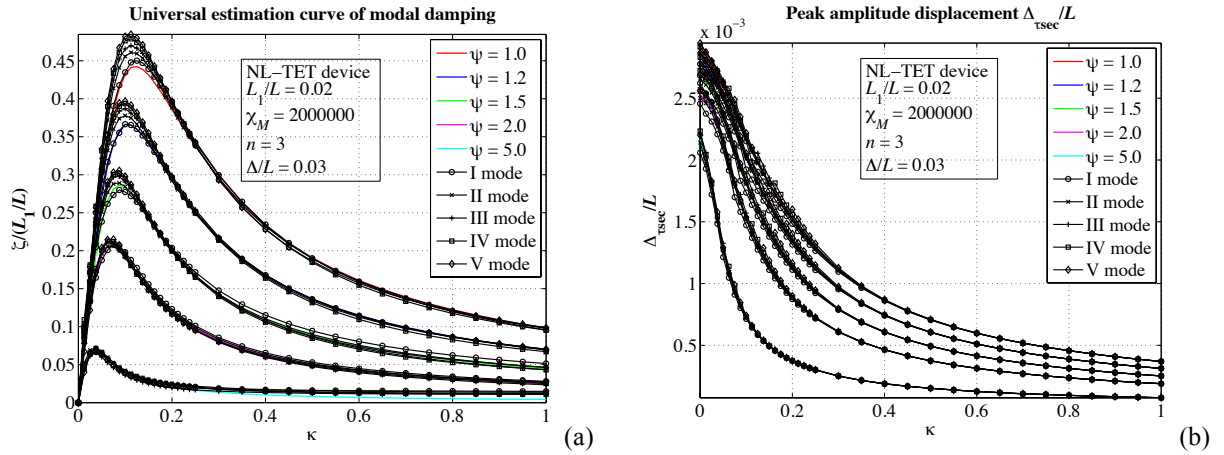 Universal estimation curve of modal damping
ζ/(L₁/L)
0.45
0.4
0.35
0.3
0.25
0.2
0.15
0.1
0.05
0
0 0.2 0.4 0.6 0.8 1
κ
NL−TET device
L₁/L = 0.02
χ_M = 2000000
n = 3
Δ/L = 0.03
ψ = 1.0
ψ = 1.2
ψ = 1.5
ψ = 2.0
ψ = 5.0
I mode
II mode
III mode
IV mode
V mode
(a)
Peak amplitude displacement Δ_τsec/L
x 10⁻³
Δ_τsec/L
2.5
2
1.5
1
0.5
0 0.2 0.4 0.6 0.8 1
κ
NL−TET device
L₁/L = 0.02
χ_M = 2000000
n = 3
Δ/L = 0.03
ψ = 1.0
ψ = 1.2
ψ = 1.5
ψ = 2.0
ψ = 5.0
I mode
II mode
III mode
IV mode
V mode
(b)